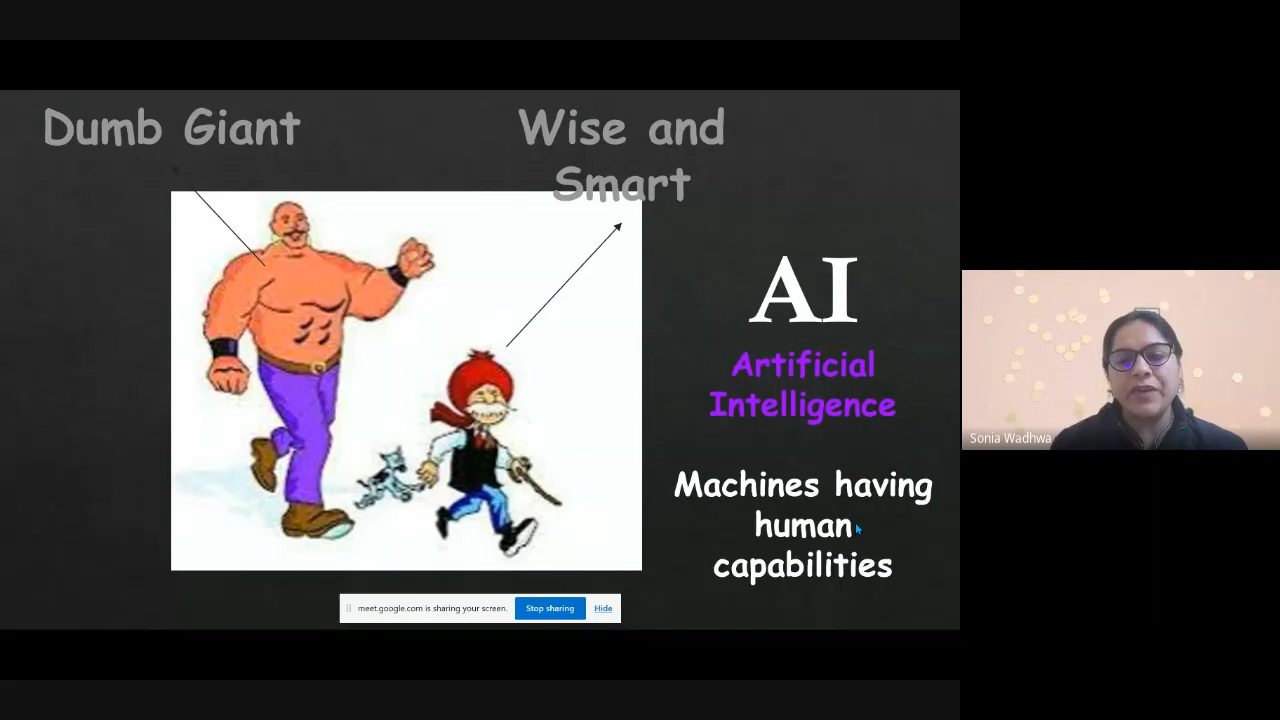 Dumb Giant
Wise and
Smart
AI
Artificial
Intelligence
Machines having
human
capabilities
meet.google.com is sharing your screen.
Stop sharing
Hide
Sonia Wadhwa